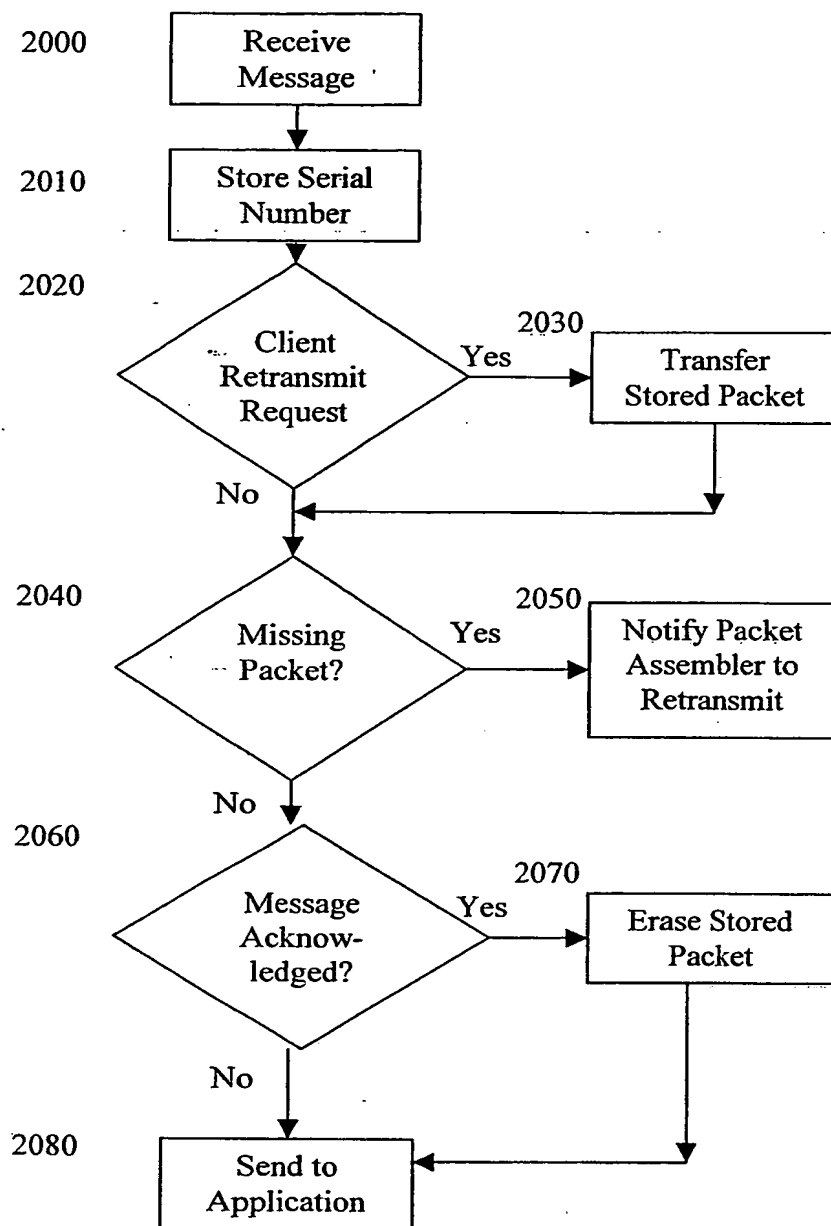 2000
Receive
Message
2010
Store Serial
Number
2020
Client
Retransmit
Request
Yes
2030
Transfer
Stored Packet
No
2040
Missing
Packet?
Yes
2050
Notify Packet
Assembler to
Retransmit
No
2060
Message
Acknow-
ledged?
Yes
2070
Erase Stored
Packet
No
2080
Send to
Application